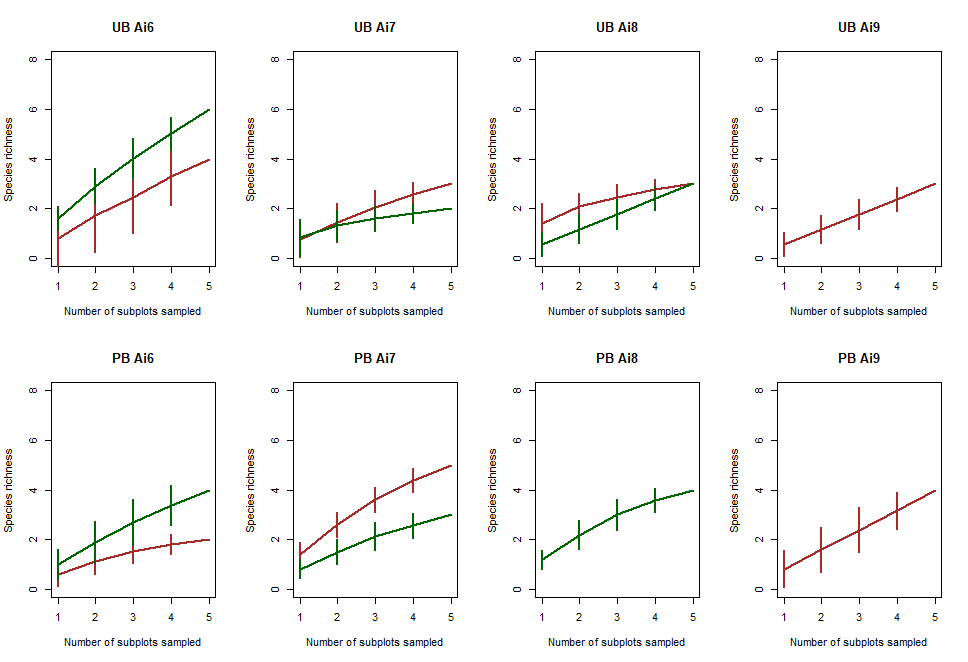 UB Ai6 UB Ai7 UB Ai8 UB Ai9
Species richness Species richness Species richness Species richness
8 8 8 8
6 6 6 6
4 4 4 4
2 2 2 2
0 0 0 0
1 2 3 4 5 1 2 3 4 5 1 2 3 4 5 1 2 3 4 5
Number of subplots sampled Number of subplots sampled Number of subplots sampled Number of subplots sampled
PB Ai6 PB Ai7 PB Ai8 PB Ai9
Species richness Species richness Species richness Species richness
8 8 8 8
6 6 6 6
4 4 4 4
2 2 2 2
0 0 0 0
1 2 3 4 5 1 2 3 4 5 1 2 3 4 5 1 2 3 4 5
Number of subplots sampled Number of subplots sampled Number of subplots sampled Number of subplots sampled